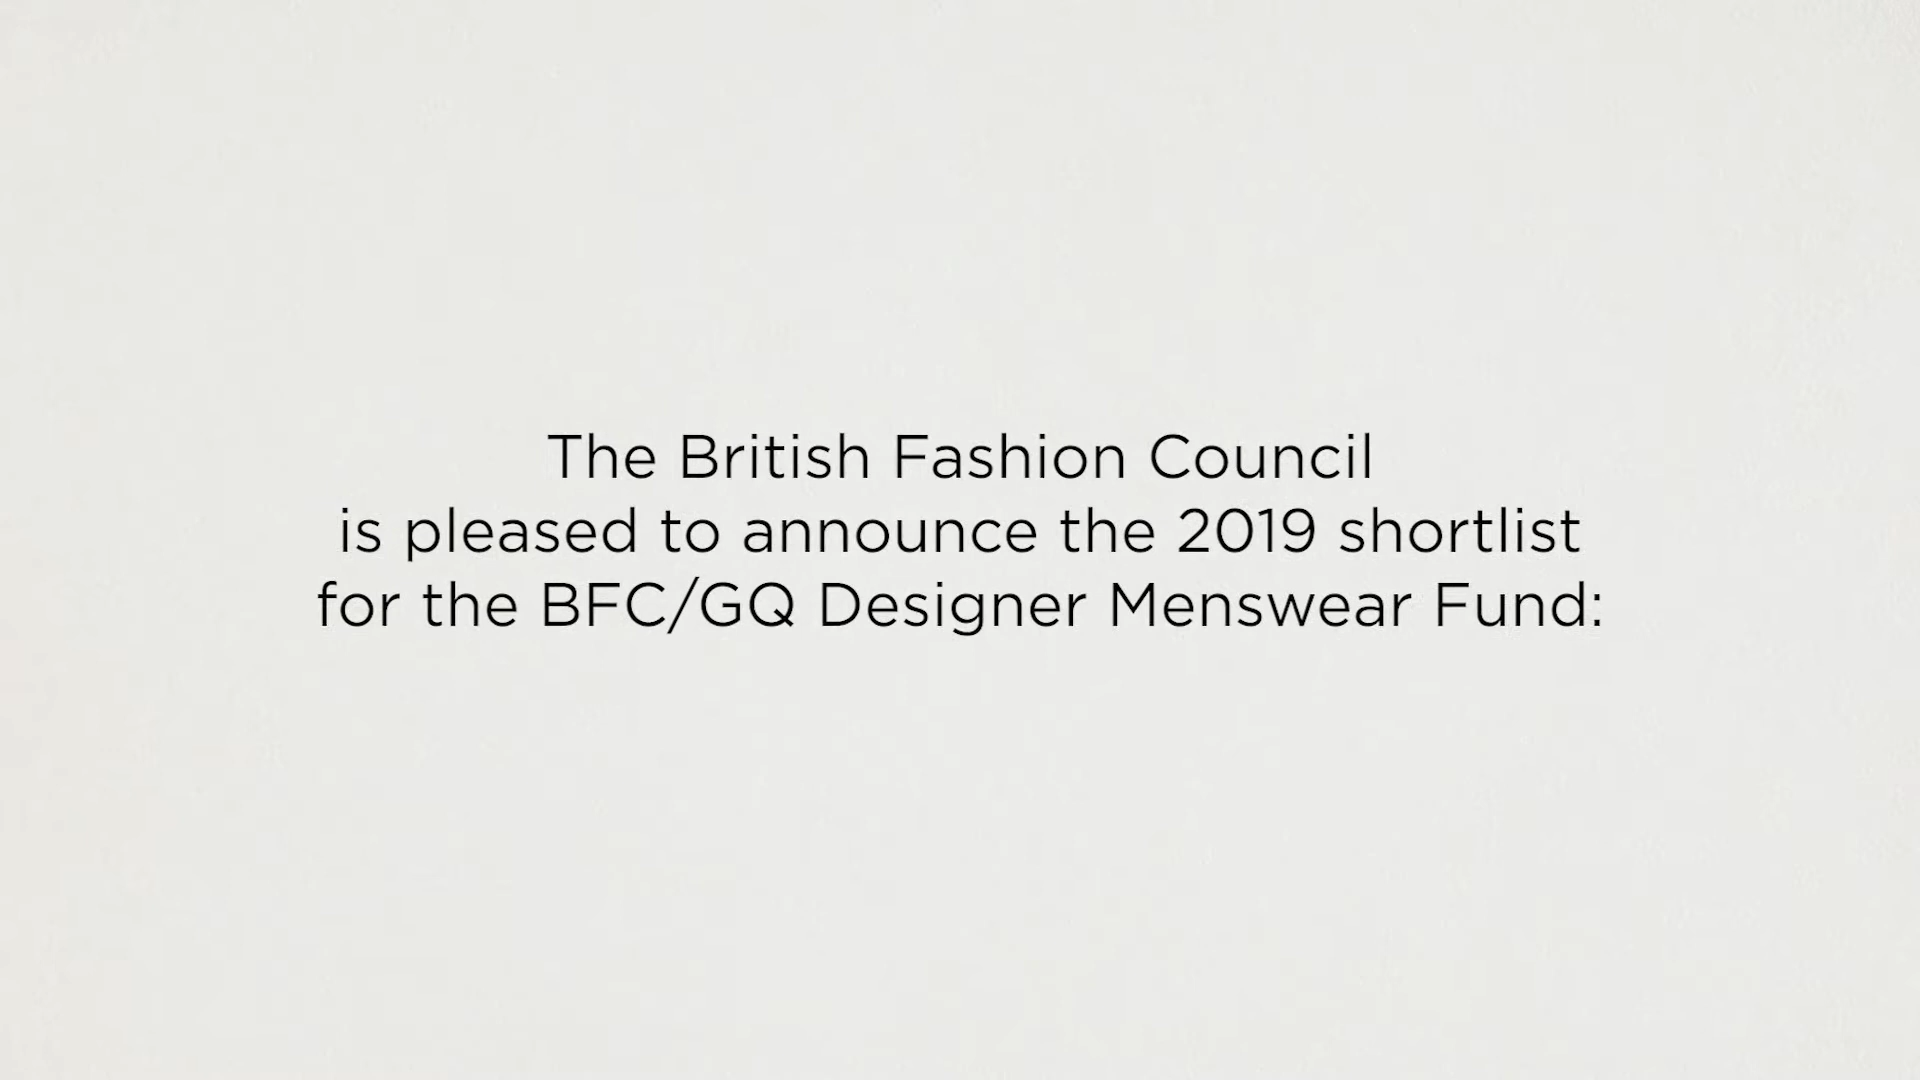 The British Fashion Council
is pleased to announce the 2019 shortlist
for the BFC/GQ Designer Menswear Fund: